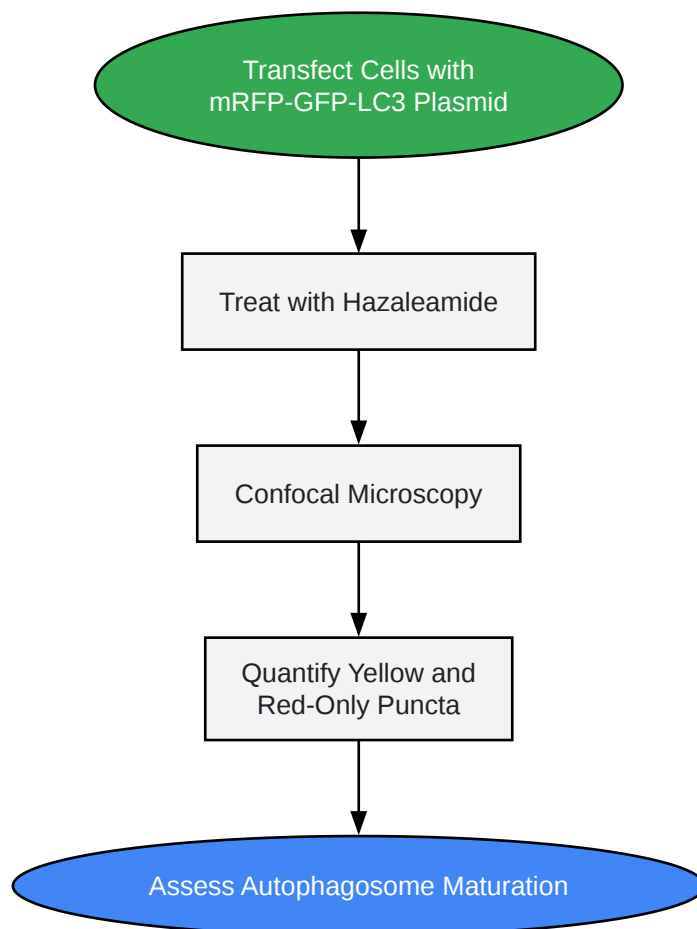 Transfect Cells with
mRFP-GFP-LC3 Plasmid
Treat with Hazaleamide
Confocal Microscopy
Quantify Yellow and
Red-Only Puncta
Assess Autophagosome Maturation